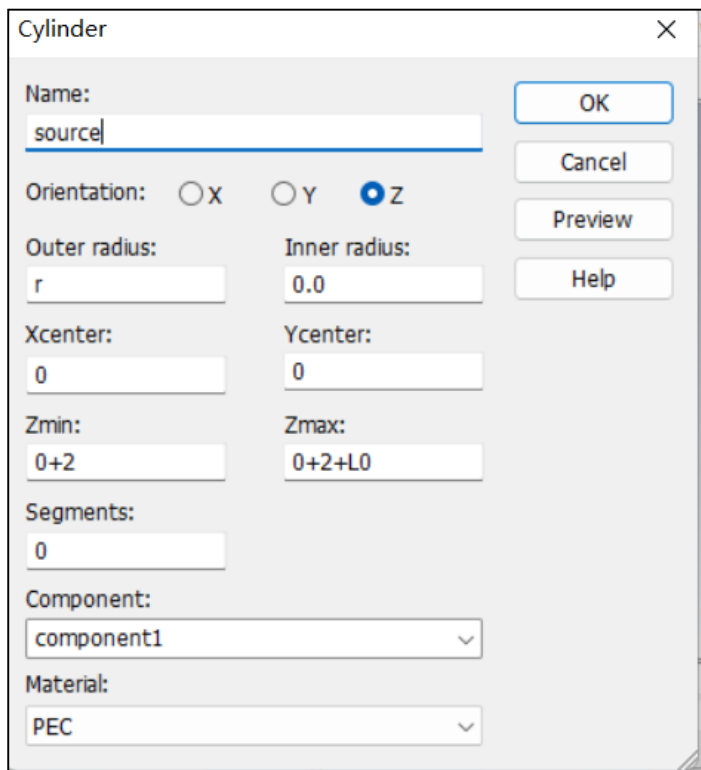 Cylinder
Name:
source
OK
Cancel
Orientation: X Y Z
Preview
Outer radius: Inner radius:
r 0.0
Help
Xcenter: Ycenter:
0 0
Zmin: Zmax:
0+2 0+2+L0
Segments:
0
Component:
component1
Material:
PEC